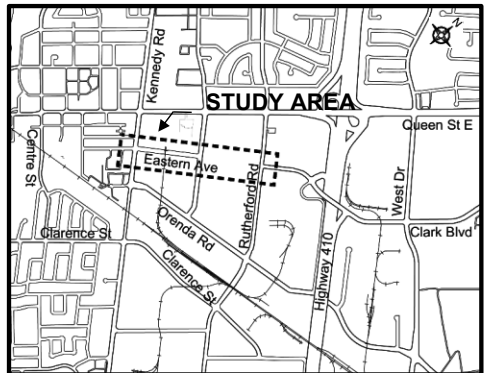 N
Kennedy Rd
STUDY AREA
Queen St E
Centre St
Eastern Ave
Rutherford Rd
West Dr
Orenda Rd
Clarence St
Clark Blvd
Clarence St
Highway 410